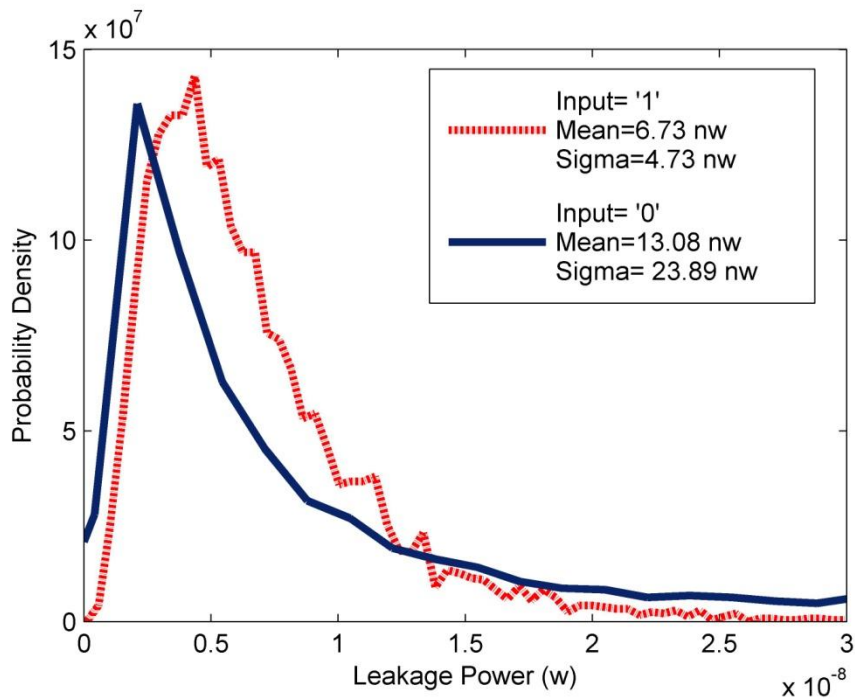 x 10^7
15
10
5
0
Probability Density
Input= '1'
Mean=6.73 nw
Sigma=4.73 nw
Input= '0'
Mean=13.08 nw
Sigma= 23.89 nw
0 0.5 1 1.5 2 2.5 3
Leakage Power (w)
x 10^-8